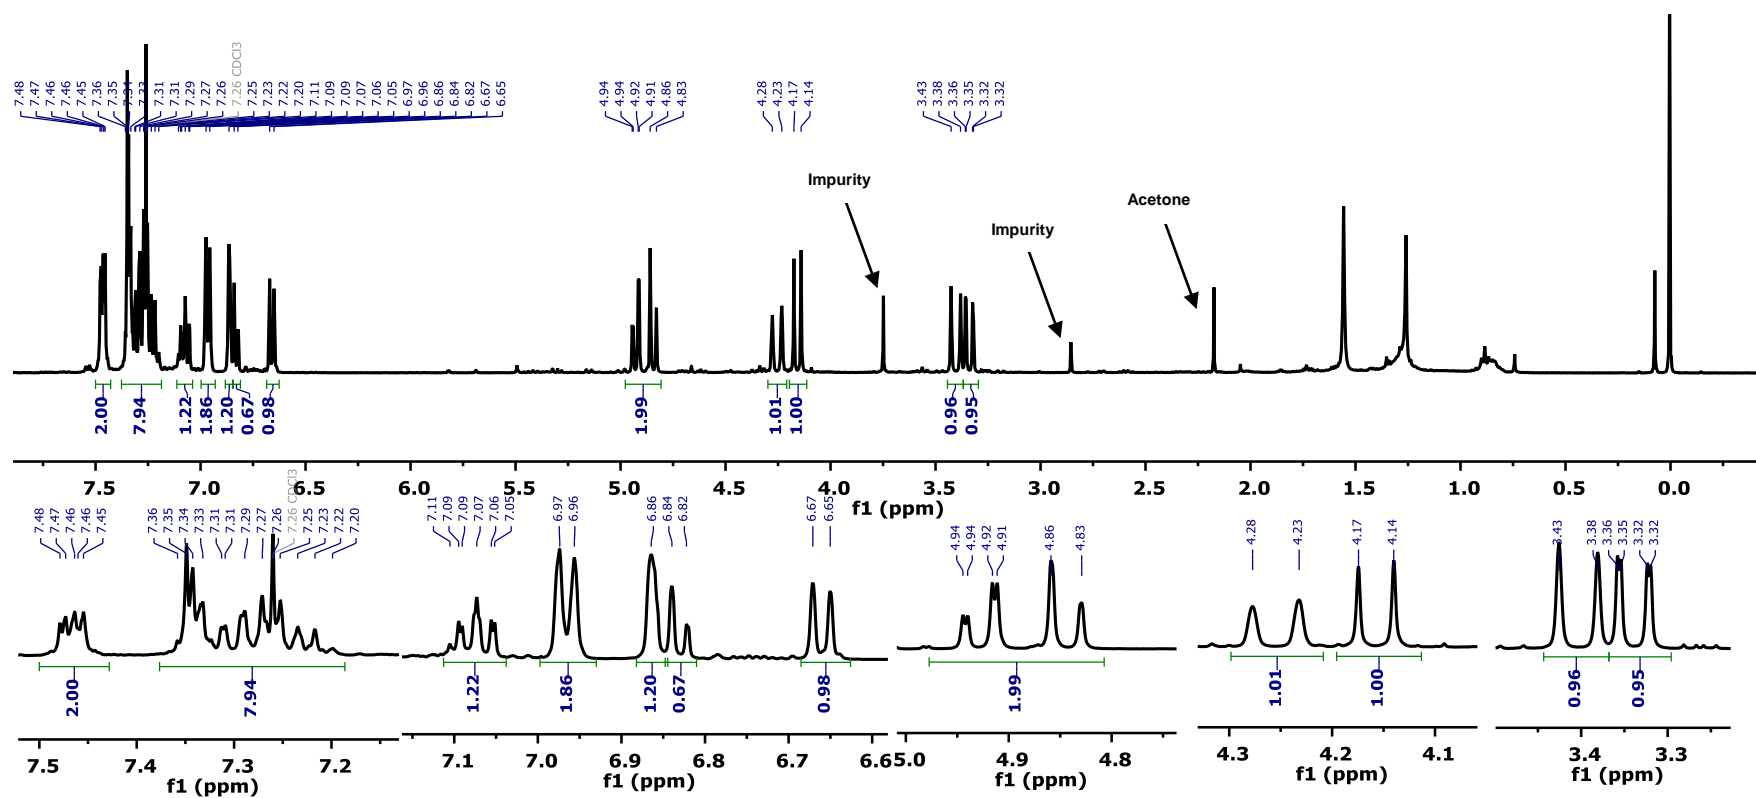 7.48 7.47 7.46 7.46 7.45 7.36 7.35 7.34 7.33 7.31 7.31 7.29 7.27 7.26 7.26 CDCl3 7.25 7.23 7.22 7.20 7.11 7.09 7.09 7.07 7.06 7.05 6.97 6.96 6.86 6.84 6.82 6.67 6.65
4.94 4.94 4.92 4.91 4.86 4.83
4.28 4.23 4.17 4.14
3.43 3.38 3.36 3.35 3.32 3.32
Impurity
Impurity
Acetone
2.00 7.94 1.22 1.86 1.20 0.67 0.98 1.99 1.01 1.00 0.96 0.95
7.5 7.0 6.5 6.0 5.5 5.0 4.5 4.0 3.5 3.0 2.5 2.0 1.5 1.0 0.5 0.0
f1 (ppm)
7.48 7.47 7.46 7.46 7.45 7.36 7.35 7.34 7.33 7.31 7.31 7.29 7.27 7.26 7.26 CDCl3 7.25 7.23 7.22 7.20
2.00 7.94
7.5 7.4 7.3 7.2
f1 (ppm)
7.11 7.09 7.09 7.07 7.06 7.05 6.97 6.96 6.86 6.84 6.82 6.67 6.65
1.22 1.86 1.20 0.67 0.98
7.1 7.0 6.9 6.8 6.7 6.6
f1 (ppm)
4.94 4.94 4.92 4.91 4.86 4.83
1.99
5.0 4.9 4.8
f1 (ppm)
4.28 4.23 4.17 4.14
1.01 1.00
4.3 4.2 4.1
f1 (ppm)
3.43 3.38 3.36 3.35 3.32 3.32
0.96 0.95
3.4 3.3
f1 (ppm)